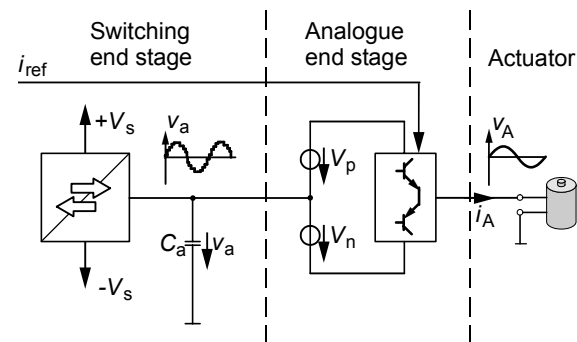 Switching
end stage
Analogue
end stage
Actuator
i_ref
+V_s
v_a
V_p
v_A
i_A
C_a
v_a
V_n
-V_s